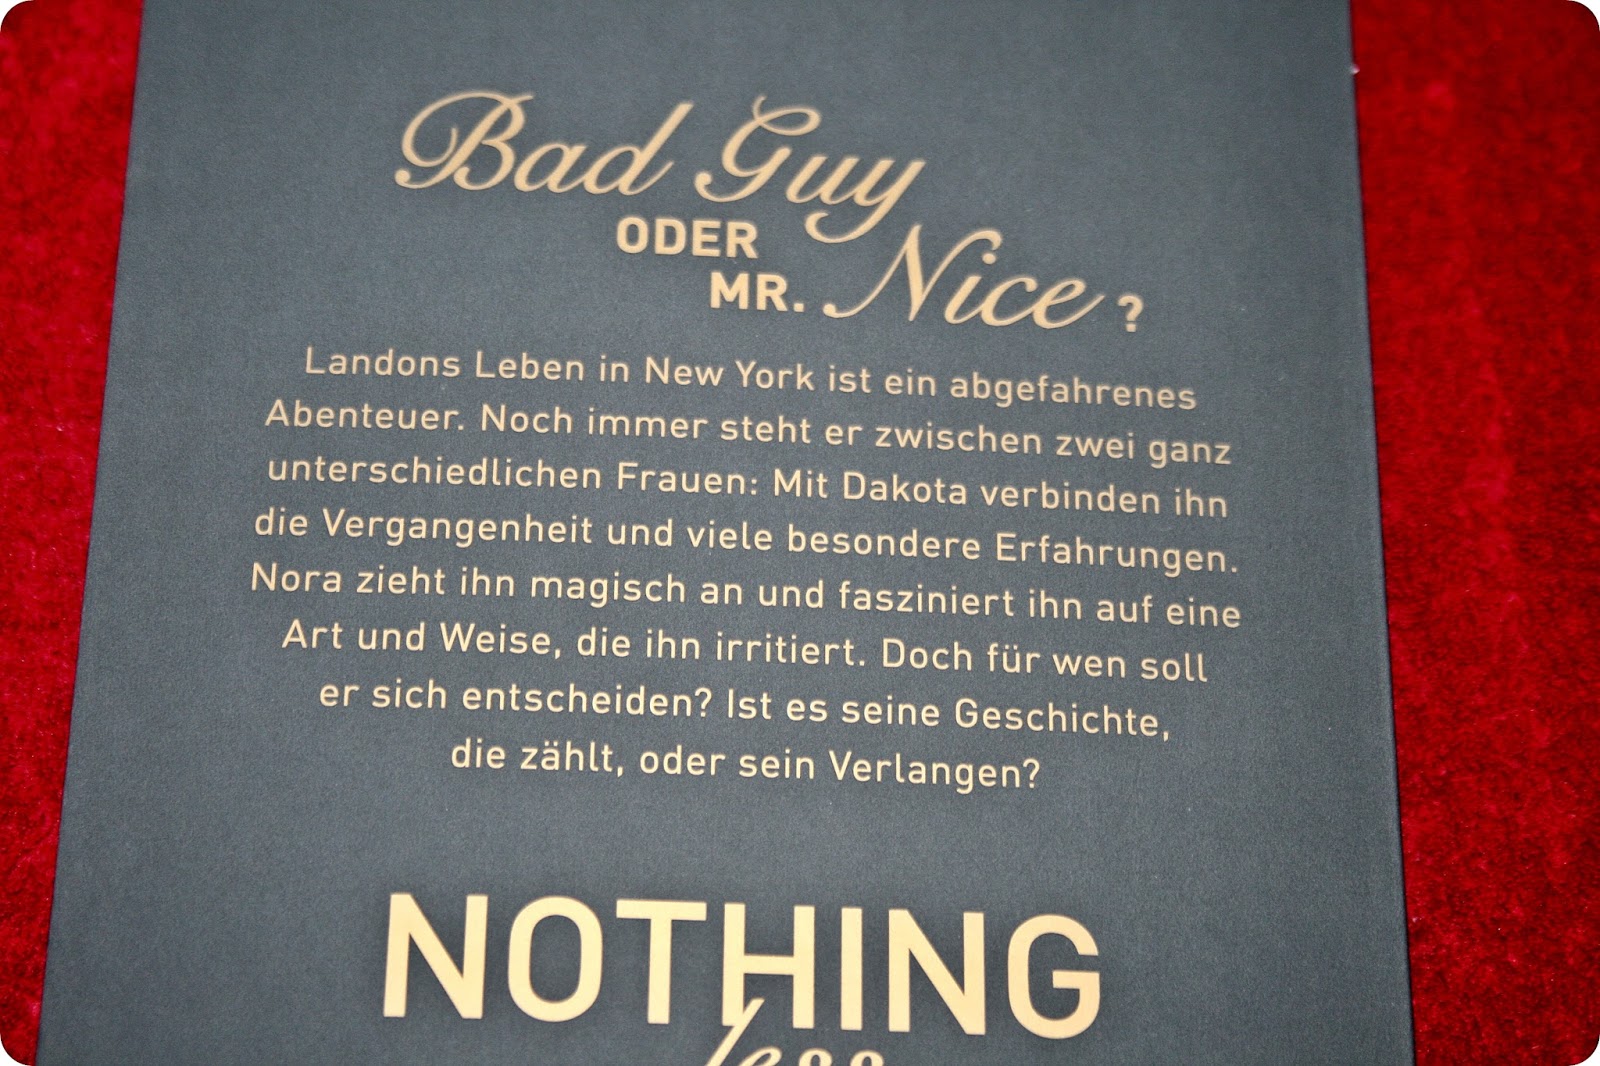 Bad Guy
ODER
MR. Nice?
Landons Leben in New York ist ein abgefahrenes
Abenteuer. Noch immer steht er zwischen zwei ganz
unterschiedlichen Frauen: Mit Dakota verbinden ihn
die Vergangenheit und viele besondere Erfahrungen.
Nora zieht ihn magisch an und fasziniert ihn auf eine
Art und Weise, die ihn irritiert. Doch für wen soll
er sich entscheiden? Ist es seine Geschichte,
die zählt, oder sein Verlangen?
NOTHING
less